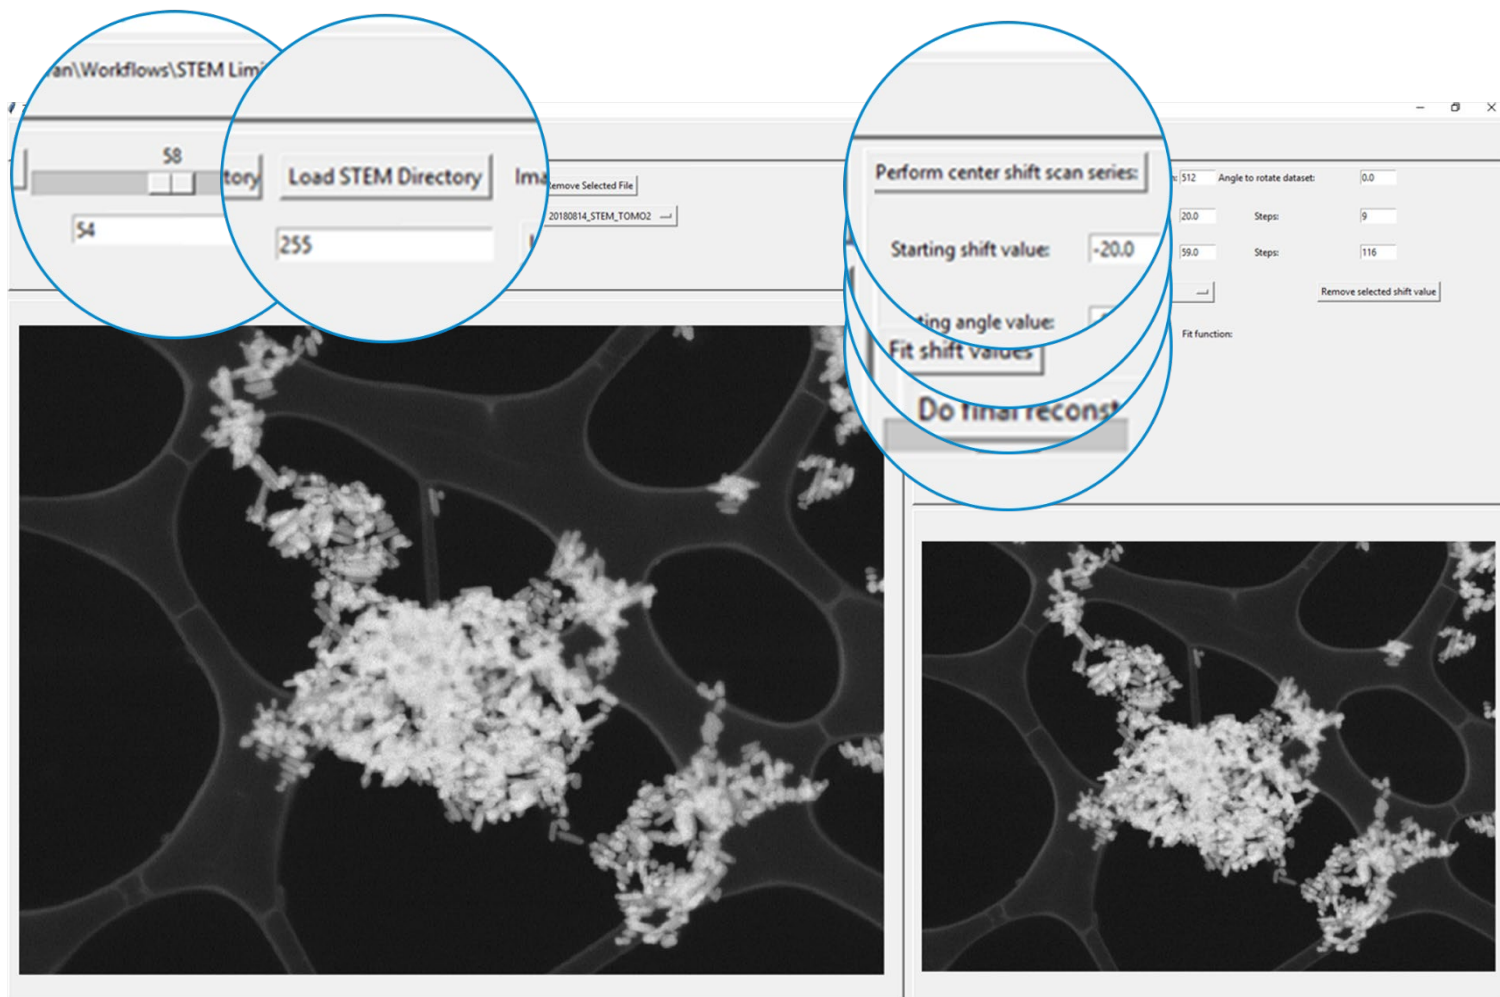 an\Workflows\STEM Lim
58
tory
Load STEM Directory
Ima
Remove Selected File
54
255
20180814_STEM_TOMO2
Perform center shift scan series:
512
Angle to rotate dataset:
0.0
Starting shift value:
-20.0
20.0
Steps:
9
ting angle value:
59.0
Steps:
116
Fit shift values
Remove selected shift value
Fit function:
Do final reconst